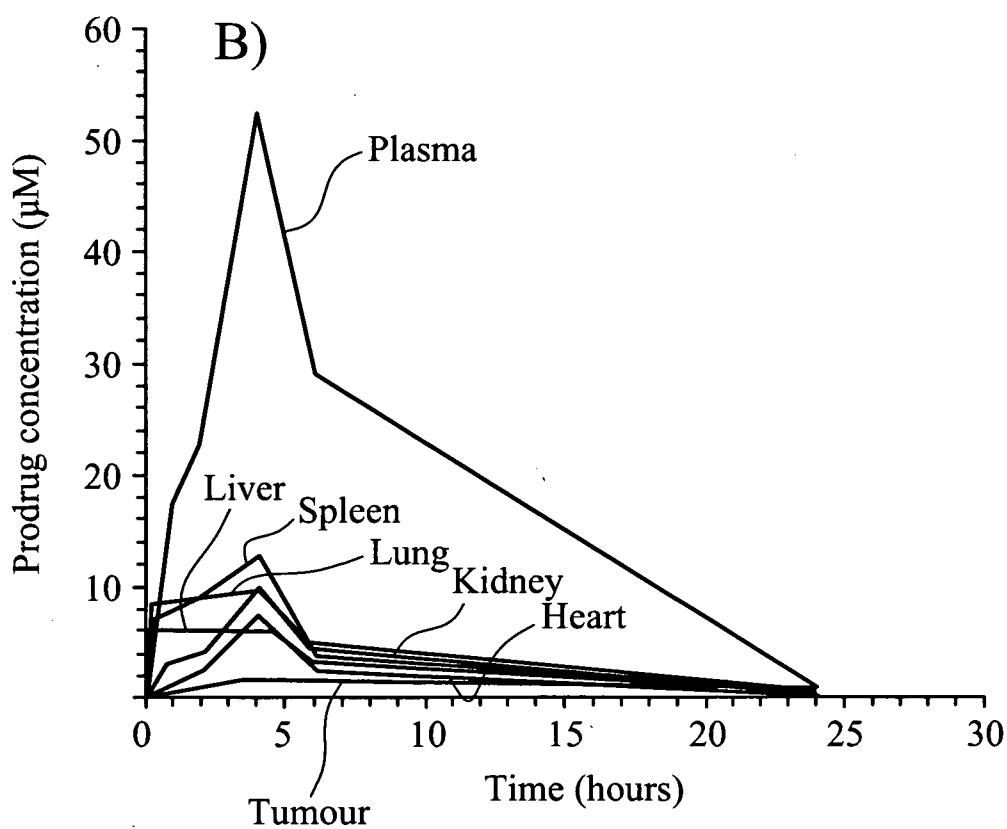 B)
60
50
40
30
20
10
Prodrug concentration (µM)
Plasma
Liver
Spleen
Lung
Kidney
Heart
Tumour
0
5
10
15
20
25
30
Time (hours)